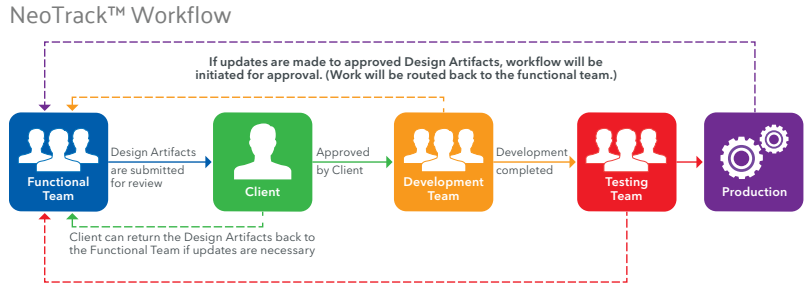 NeoTrack™ Workflow
If updates are made to approved Design Artifacts, workflow will be
initiated for approval. (Work will be routed back to the functional team.)
Functional
Team
Design Artifacts
are submitted
for review
Client
Approved
by Client
Development
Team
Development
completed
Testing
Team
Production
Client can return the Design Artifacts back to
the Functional Team if updates are necessary